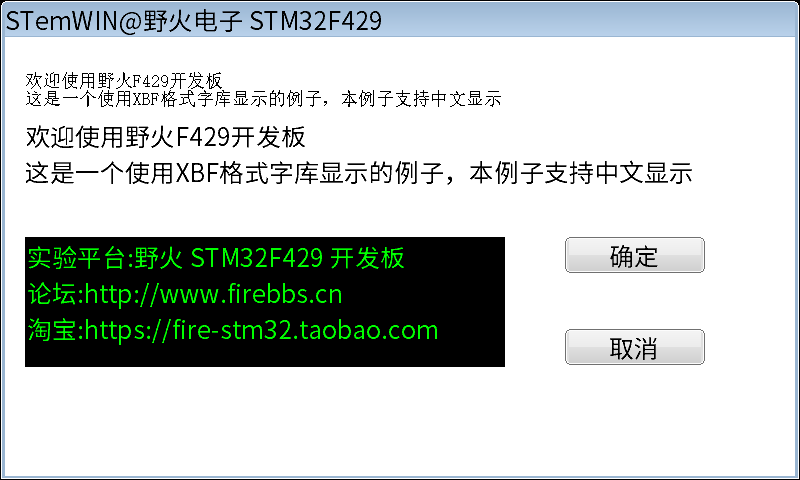 STemWIN@野火电子 STM32F429
欢迎使用野火F429开发板
这是一个使用XBF格式字库显示的例子，本例子支持中文显示
欢迎使用野火F429开发板
这是一个使用XBF格式字库显示的例子，本例子支持中文显示
实验平台:野火 STM32F429 开发板
论坛:http://www.firebbs.cn
淘宝:https://fire-stm32.taobao.com
确定
取消